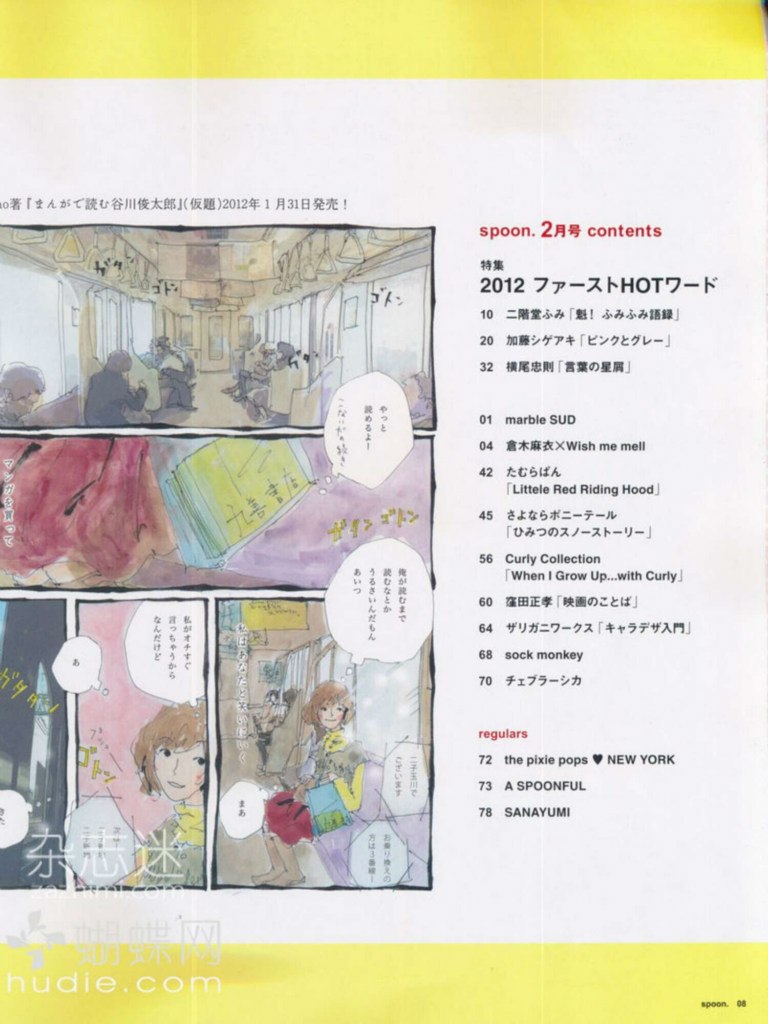 no著『まんがで読む谷川俊太郎』(仮題)2012年1月31日発売！
ガタン
ゴトン
ゴトン
やっと
読めるよー
こないだの続き
マンガを買って
ガタン ゴトン
俺が読むまで
読むなとか
うるさいんだもん
あいつ
私がオチすぐ
言っちゃうから
なんだけど
あ
ガタタン
ゴトン
私はあなたと笑いにいく
まあ
二子玉川で
ございます
お乗り換えの
方は3番線ー
spoon. 2月号 contents
特集
2012 ファーストHOTワード
10 二階堂ふみ「魁！ふみふみ語録」
20 加藤シゲアキ「ピンクとグレー」
32 横尾忠則「言葉の星屑」
01 marble SUD
04 倉木麻衣×Wish me mell
42 たむらぱん
「Littele Red Riding Hood」
45 さよならポニーテール
「ひみつのスノーストーリー」
56 Curly Collection
「When I Grow Up...with Curly」
60 窪田正孝「映画のことば」
64 ザリガニワークス「キャラデザ入門」
68 sock monkey
70 チェブラーシカ
regulars
72 the pixie pops ♥ NEW YORK
73 A SPOONFUL
78 SANAYUMI
杂志迷
zazhimi.com
蝴蝶网
hudie.com
spoon. 08